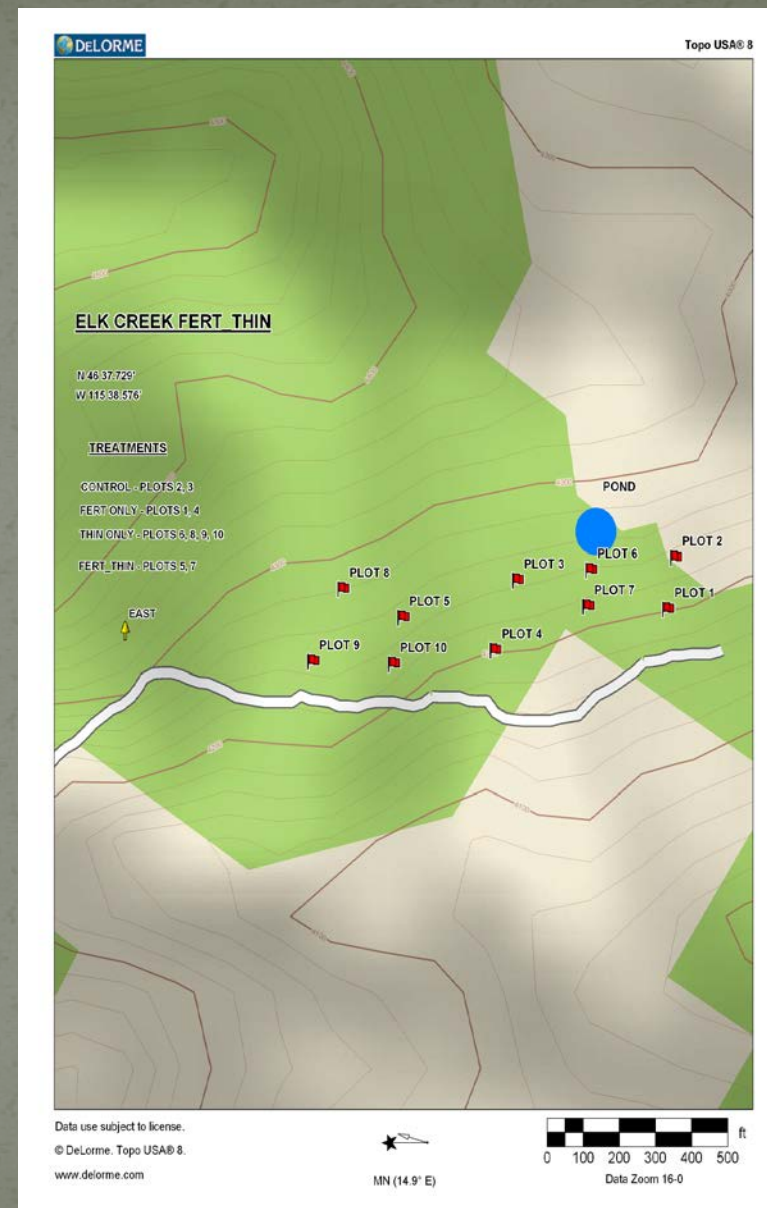 DELORME
Topo USA® 8
ELK CREEK FERT_THIN
N 46 37.729'
W 115 38.576'
TREATMENTS
CONTROL - PLOTS 2, 3
FERT ONLY - PLOTS 1, 4
THIN ONLY - PLOTS 6, 8, 9, 10
FERT_THIN - PLOTS 5, 7
EAST
POND
PLOT 2
PLOT 6
PLOT 3
PLOT 8
PLOT 7
PLOT 1
PLOT 5
PLOT 4
PLOT 9
PLOT 10
Data use subject to license.
© DeLorme. Topo USA® 8.
www.delorme.com
MN (14.9° E)
ft
0 100 200 300 400 500
Data Zoom 16-0